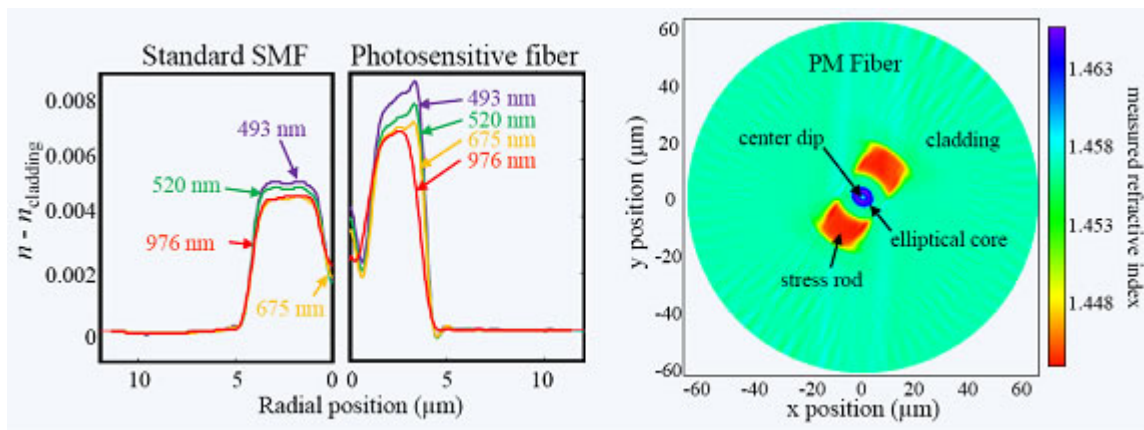 Standard SMF
Photosensitive fiber
n - n cladding
0.008
0.006
0.004
0.002
0
493 nm
520 nm
976 nm
675 nm
493 nm
520 nm
675 nm
976 nm
10
5
0
0
5
10
Radial position (µm)
PM Fiber
center dip
cladding
elliptical core
stress rod
y position (µm)
60
40
20
0
-20
-40
-60
-60
-40
-20
0
20
40
60
x position (µm)
1.463
1.458
1.453
1.448
measured refractive index